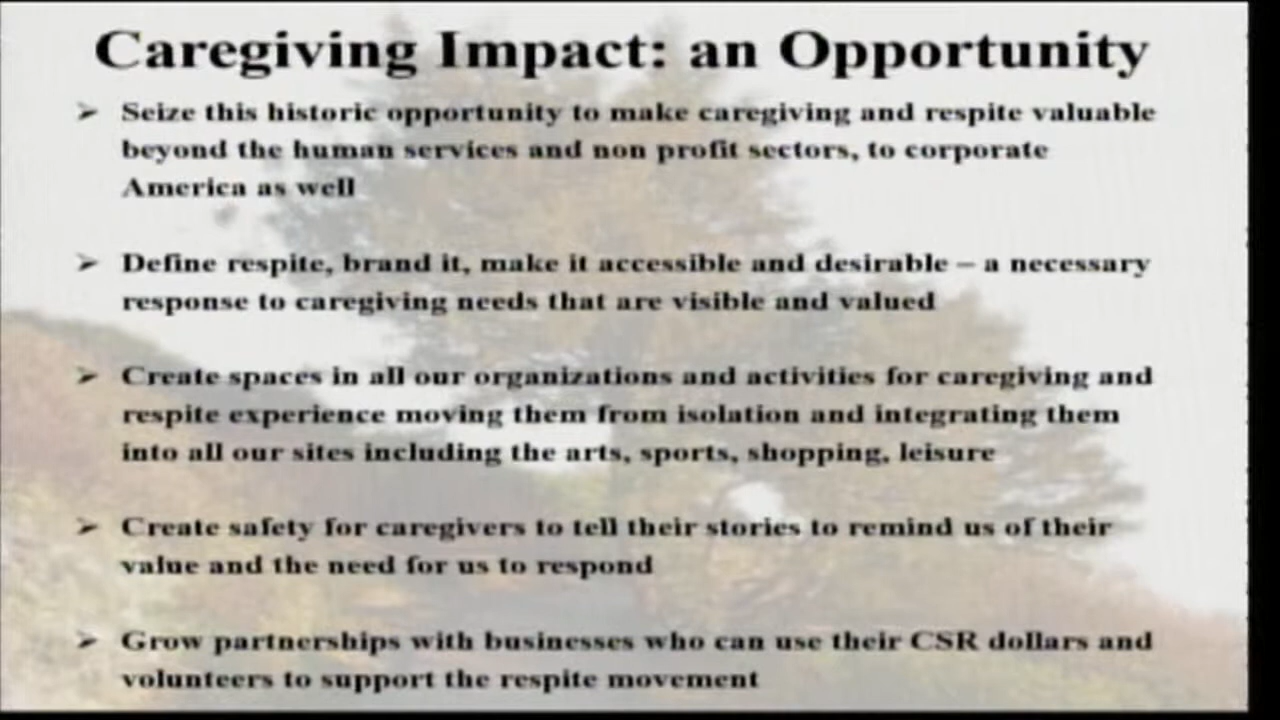 Caregiving Impact: an Opportunity
➢ Seize this historic opportunity to make caregiving and respite valuable
beyond the human services and non profit sectors, to corporate
America as well
➢ Define respite, brand it, make it accessible and desirable – a necessary
response to caregiving needs that are visible and valued
➢ Create spaces in all our organizations and activities for caregiving and
respite experience moving them from isolation and integrating them
into all our sites including the arts, sports, shopping, leisure
➢ Create safety for caregivers to tell their stories to remind us of their
value and the need for us to respond
➢ Grow partnerships with businesses who can use their CSR dollars and
volunteers to support the respite movement